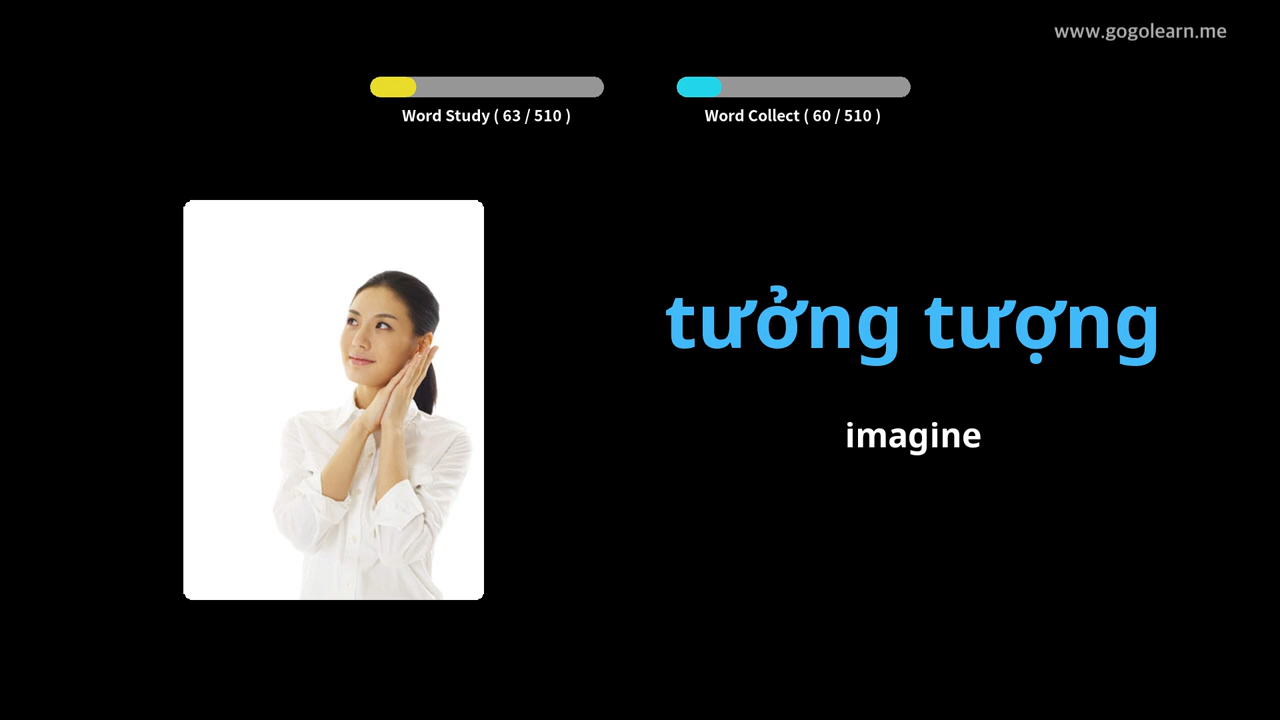 www.gogolearn.me
Word Study ( 63 / 510 )
Word Collect ( 60 / 510 )
tưởng tượng
imagine